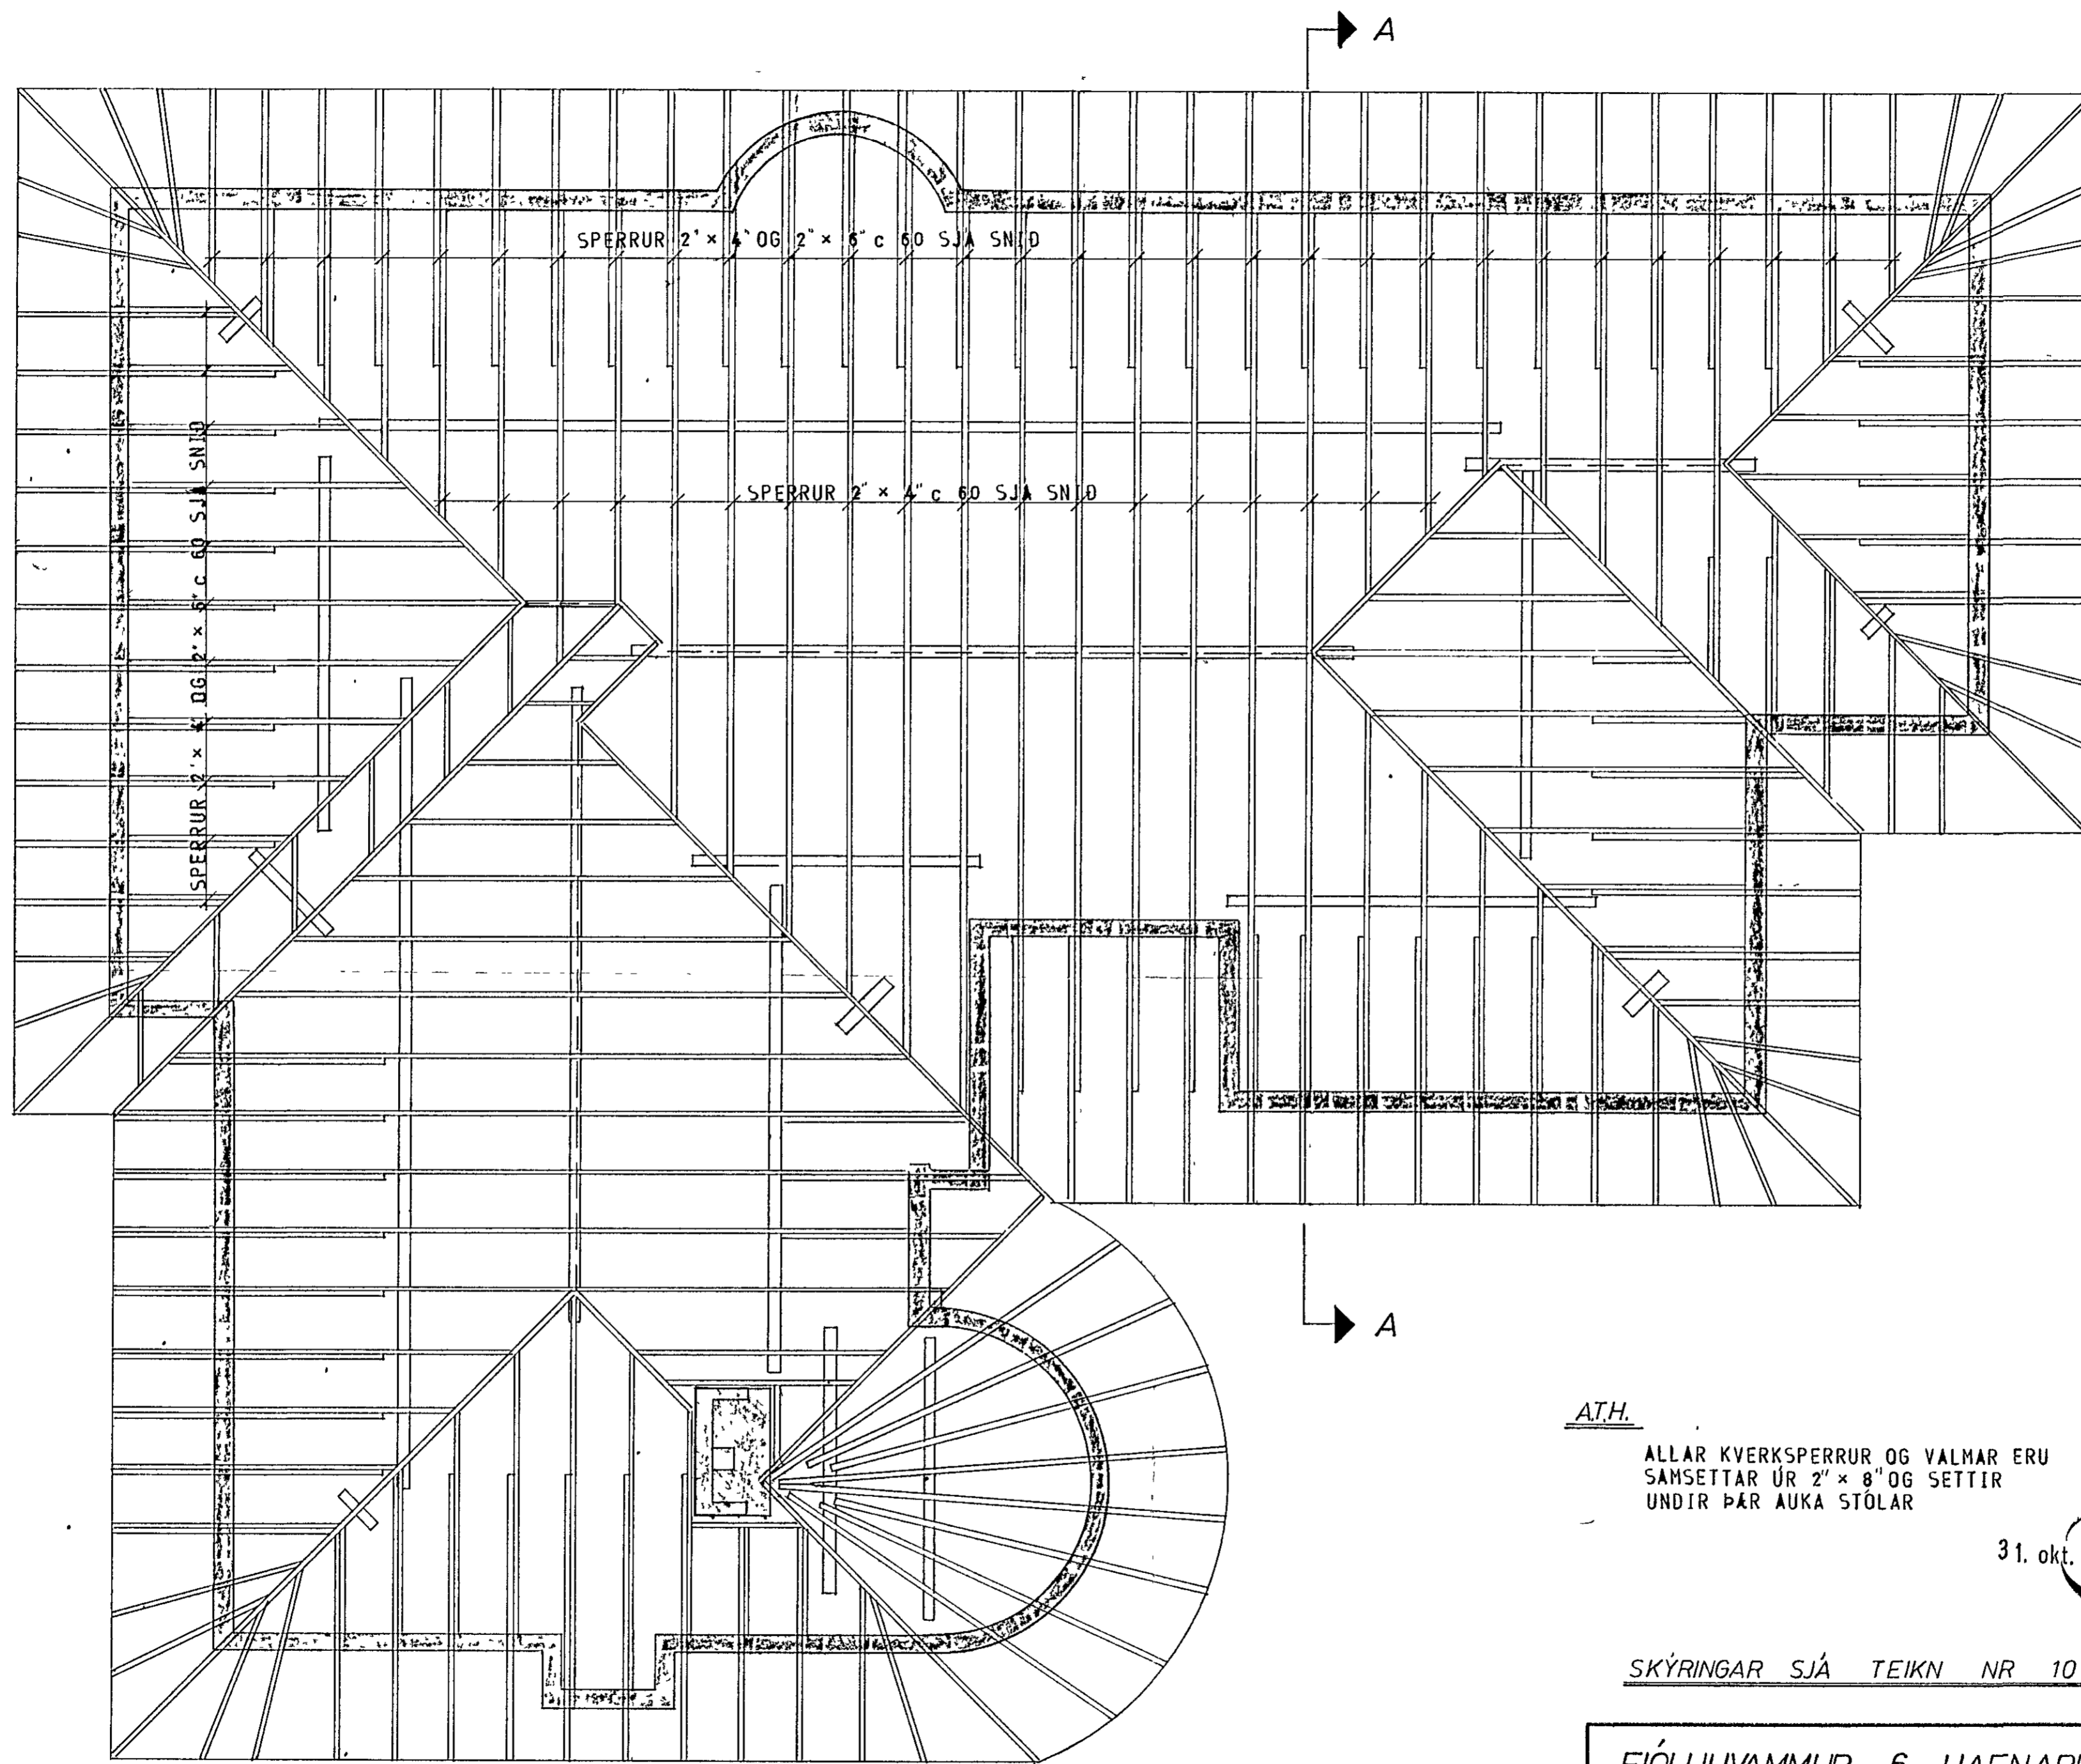 A
SPERRUR 2" × 4" OG 2" × 6" c 60 SJÁ SNIÐ
SPERRUR 2" × 4" c 60 SJÁ SNIÐ
SPERRUR 2" × 4" OG 2" × 6" c 60 SJÁ SNIÐ
A
A.T.H.
ALLAR KVERKSPERRUR OG VALMAR ERU
SAMSETTAR ÚR 2" × 8" OG SETTIR
UNDIR ÞÆR AUKA STÓLAR
31. okt.
SKÝRINGAR SJÁ TEIKN NR 10
6